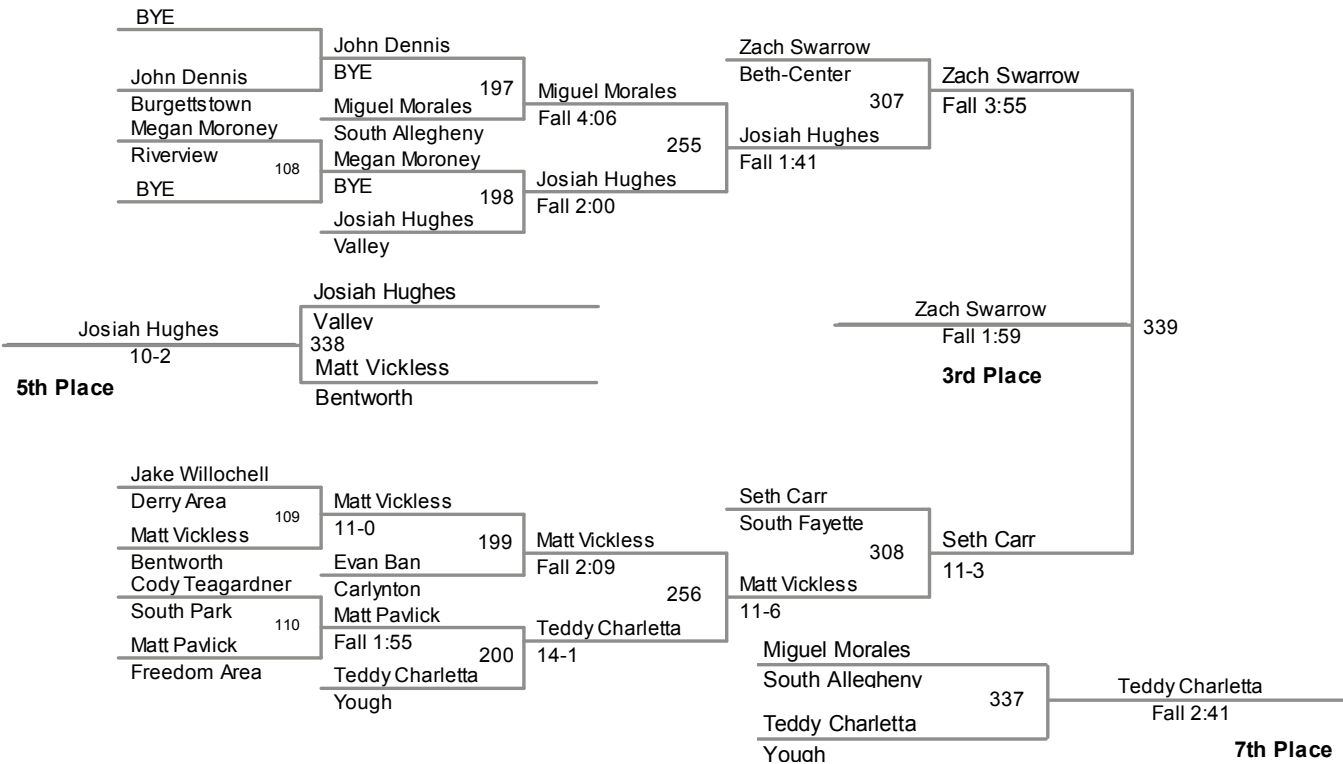 BYE
John Dennis
BYE
John Dennis
Burgettstown
197
Miguel Morales
South Allegheny
Miguel Morales
Fall 4:06
Megan Moroney
Riverview
108
BYE
Megan Moroney
BYE
198
Josiah Hughes
Valley
Josiah Hughes
Fall 2:00
255
Zach Swarrow
Beth-Center
307
Josiah Hughes
Fall 1:41
Zach Swarrow
Fall 3:55
Josiah Hughes
Valley
338
Matt Vickless
Bentworth
Josiah Hughes
10-2
5th Place
Zach Swarrow
Fall 1:59
339
3rd Place
Jake Willochell
Derry Area
109
Matt Vickless
Bentworth
Matt Vickless
11-0
199
Evan Ban
Carlynton
Matt Vickless
Fall 2:09
Cody Teagardner
South Park
110
Matt Pavlick
Freedom Area
Matt Pavlick
Fall 1:55
200
Teddy Charletta
Yough
Teddy Charletta
14-1
256
Seth Carr
South Fayette
308
Matt Vickless
11-6
Seth Carr
11-3
Miguel Morales
South Allegheny
337
Teddy Charletta
Yough
Teddy Charletta
Fall 2:41
7th Place